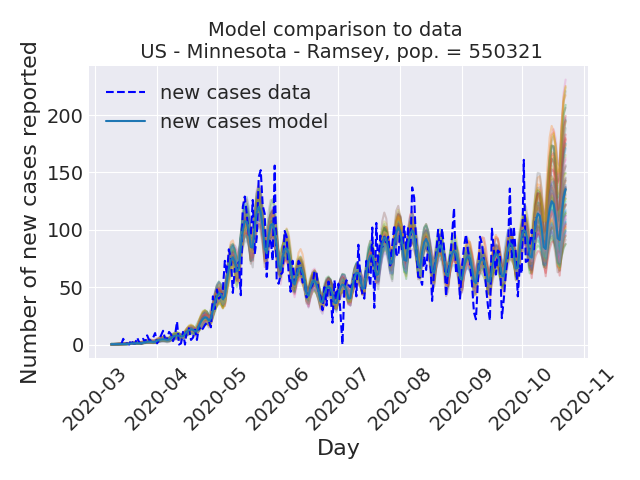 Model comparison to data
US - Minnesota - Ramsey, pop. = 550321
Number of new cases reported
200
150
100
50
0
new cases data
new cases model
2020-03
2020-04
2020-05
2020-06
2020-07
2020-08
2020-09
2020-10
2020-11
Day